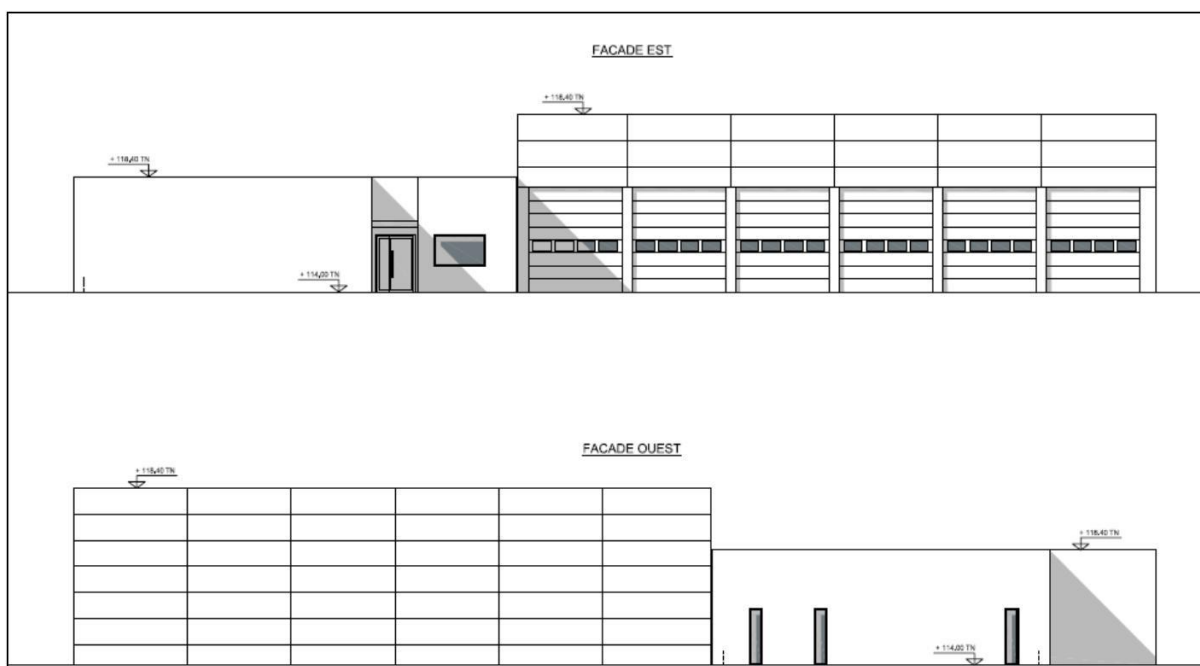 FACADE EST
+ 118,40 TN
+ 118,40 TN
+ 114,00 TN
FACADE OUEST
+ 118,40 TN
+ 118,40 TN
+ 114,00 TN